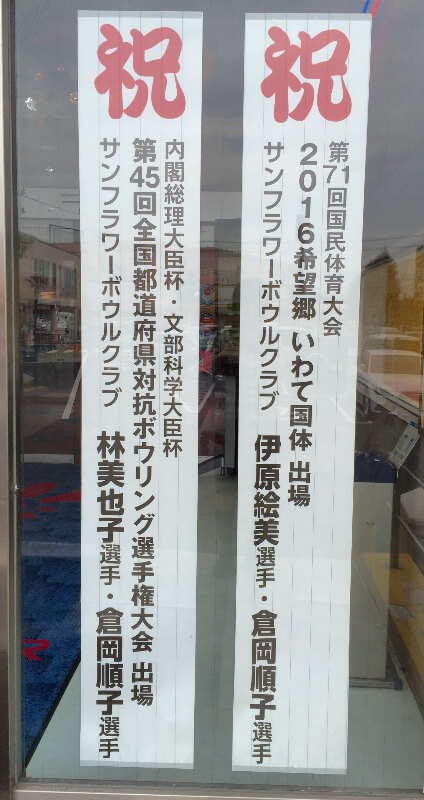 祝
第71回国民体育大会
2016希望郷 いわて国体 出場
サンフラワーボウルクラブ 伊原絵美選手・倉岡順子選手
祝
内閣総理大臣杯・文部科学大臣杯
第45回全国都道府県対抗ボウリング選手権大会 出場
サンフラワーボウルクラブ 林美也子選手・倉岡順子選手